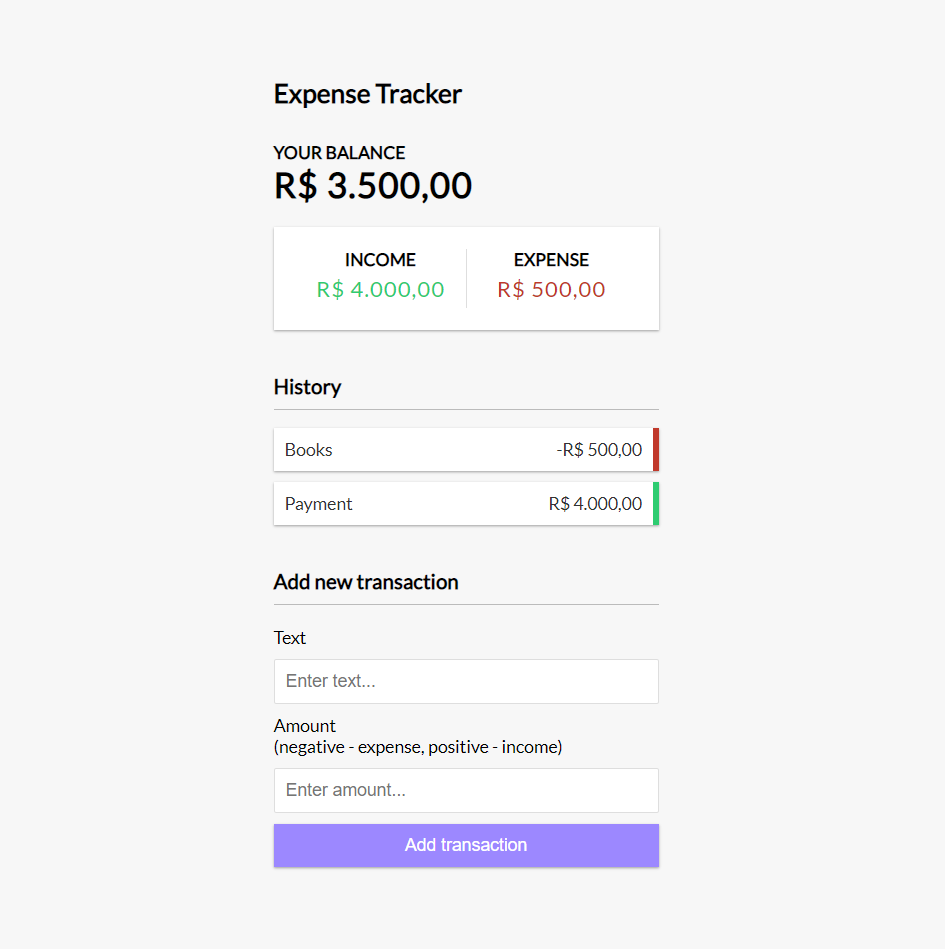 Expense Tracker
YOUR BALANCE
R$ 3.500,00
INCOME EXPENSE
R$ 4.000,00 R$ 500,00
History
Books -R$ 500,00
Payment R$ 4.000,00
Add new transaction
Text
Enter text...
Amount
(negative - expense, positive - income)
Enter amount...
Add transaction